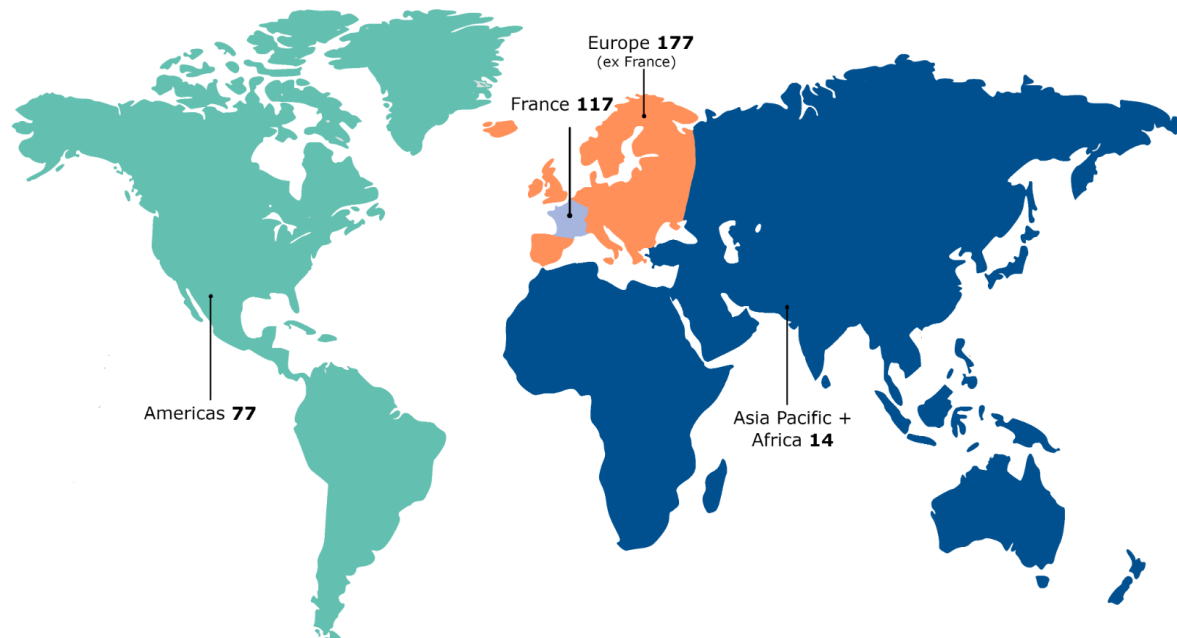 Europe 177
(ex France)
France 117
Americas 77
Asia Pacific +
Africa 14